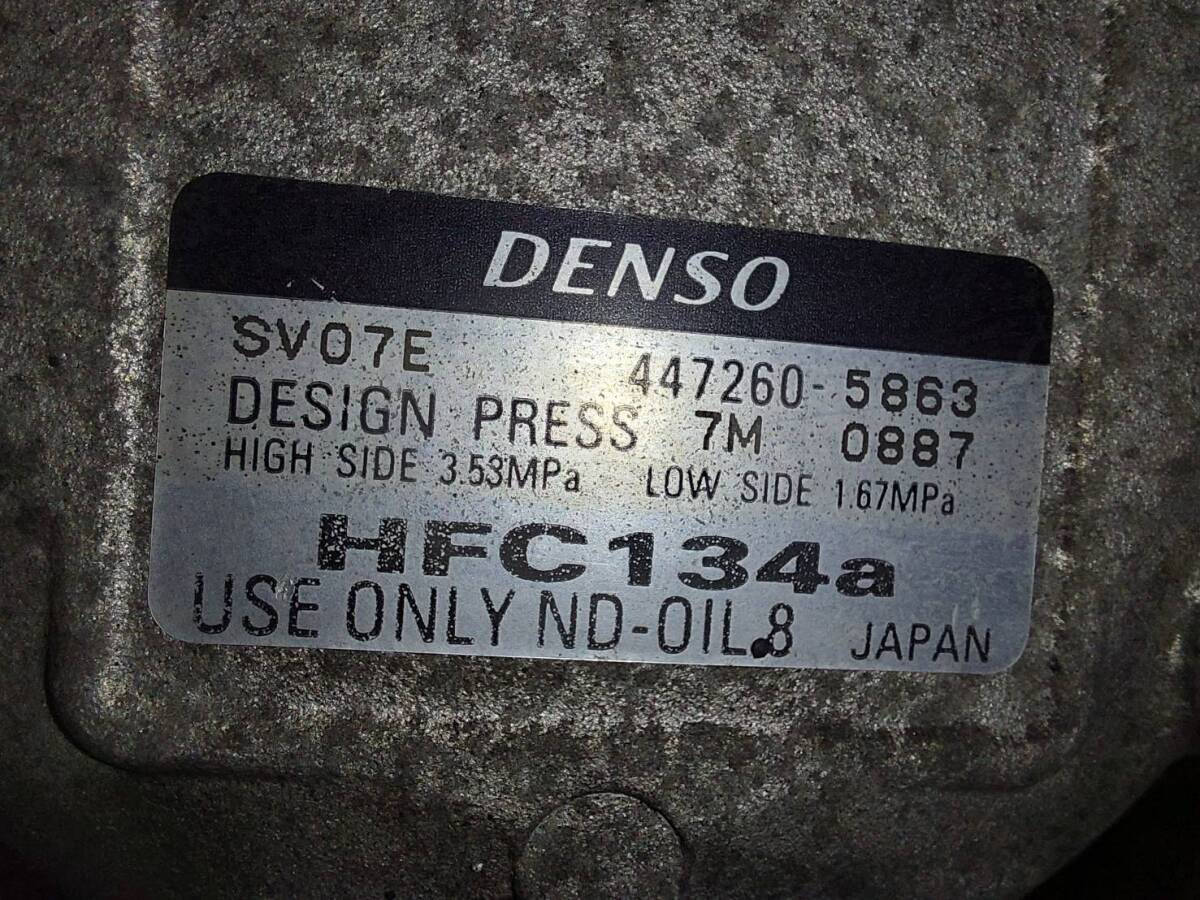 DENSO
SV07E 447260-5863
DESIGN PRESS 7M 0887
HIGH SIDE 3.53MPa LOW SIDE 1.67MPa
HFC134a
USE ONLY ND-OIL8 JAPAN